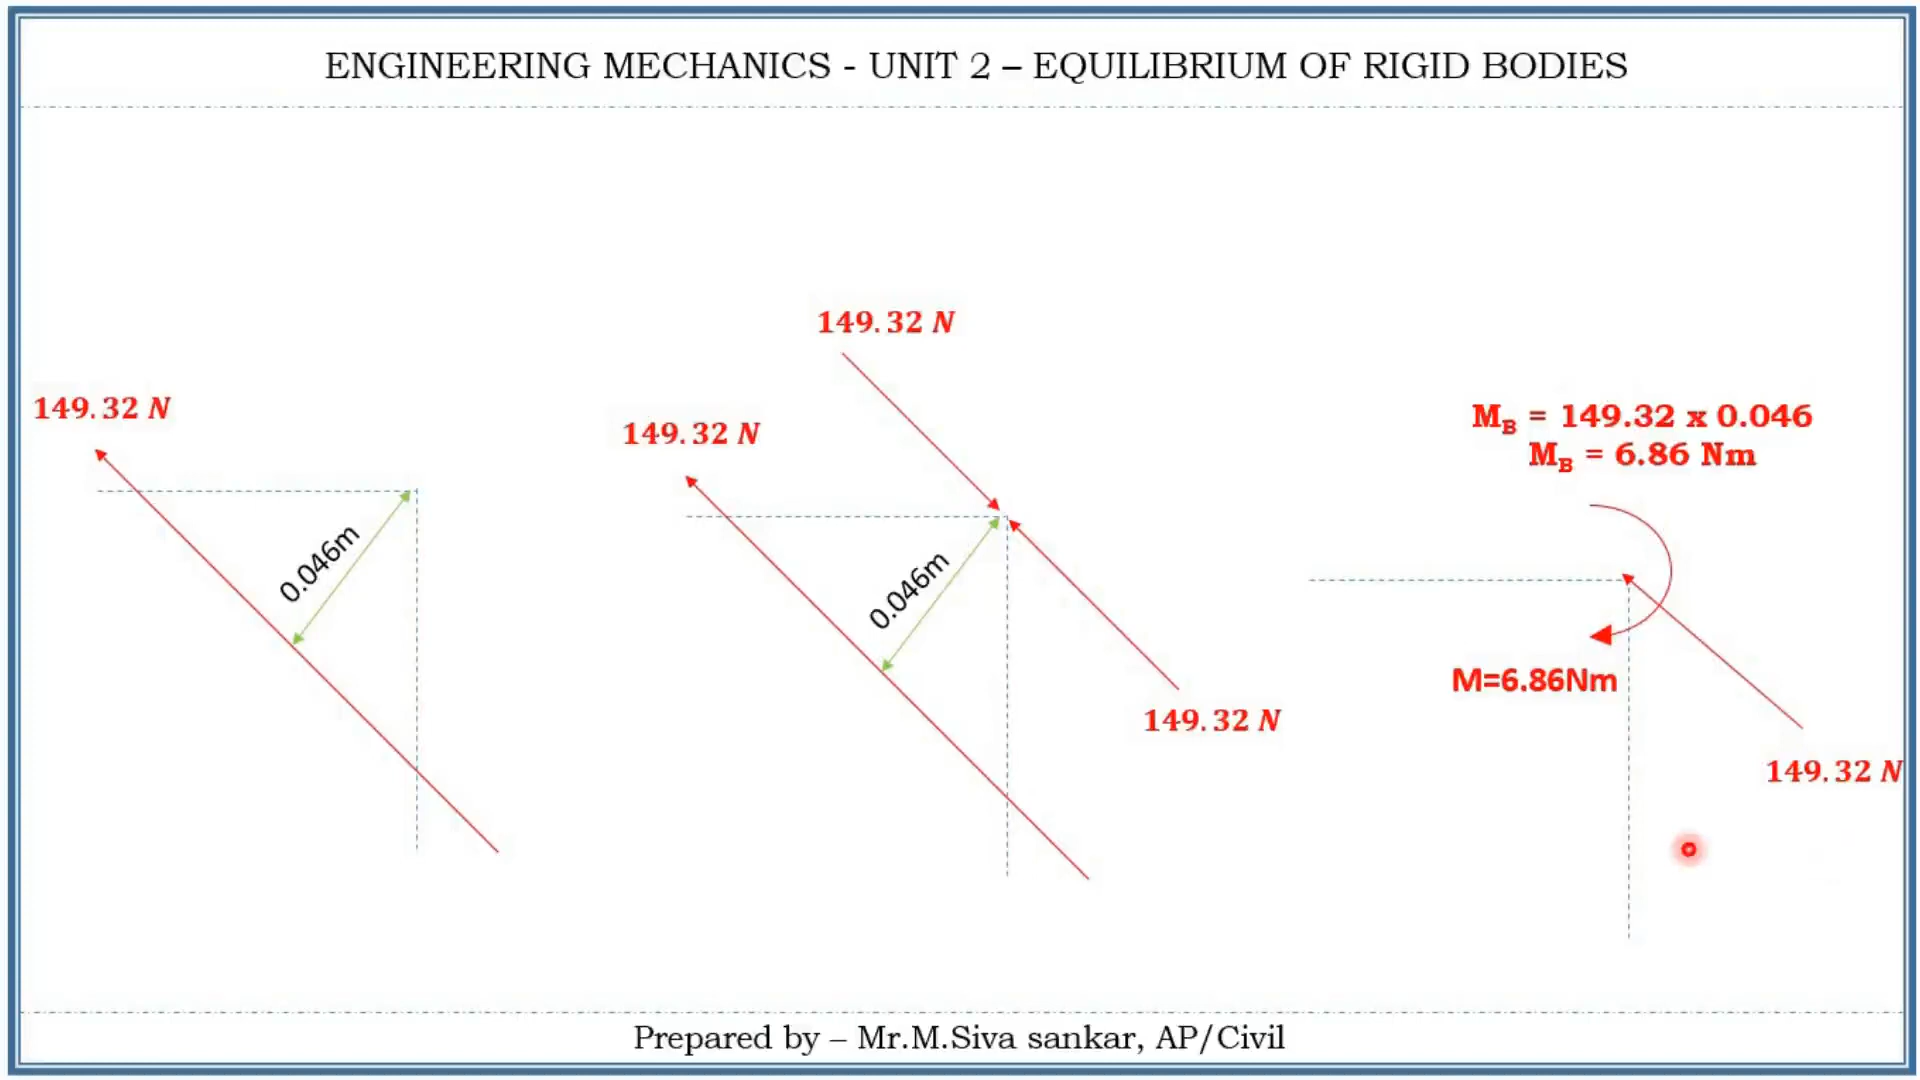 ENGINEERING MECHANICS - UNIT 2 – EQUILIBRIUM OF RIGID BODIES
149.32 N
0.046m
149.32 N
149.32 N
0.046m
149.32 N
M_B = 149.32 x 0.046
M_B = 6.86 Nm
M=6.86Nm
149.32 N
Prepared by – Mr.M.Siva sankar, AP/Civil